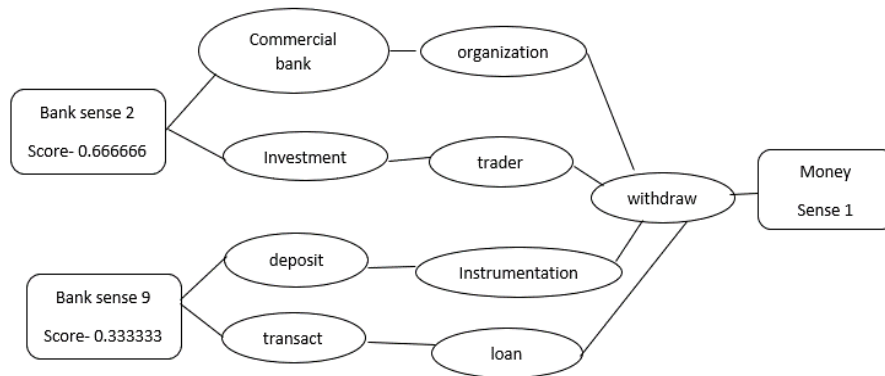 Commercial
bank
organization
Bank sense 2
Score- 0.666666
Investment
trader
Money
Sense 1
withdraw
deposit
Instrumentation
Bank sense 9
Score- 0.333333
transact
loan